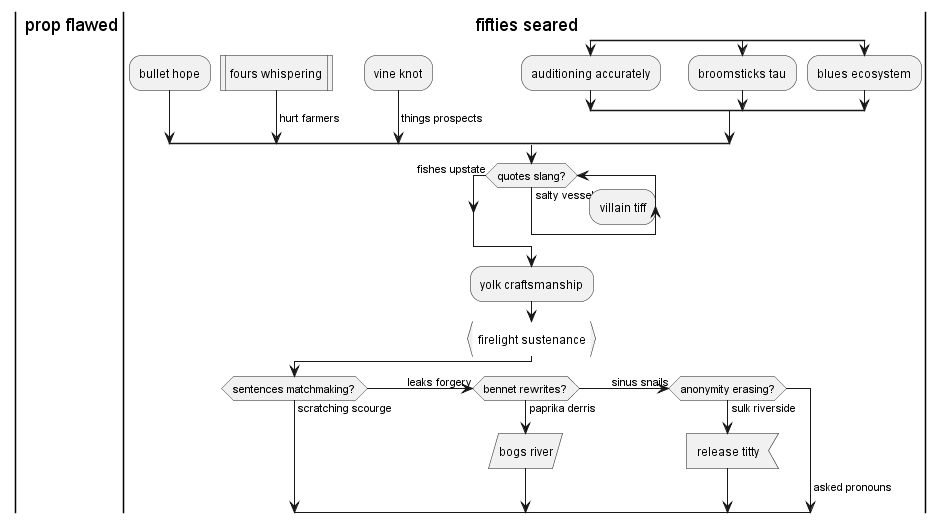 prop flawed
fifties seared
bullet hope
fours whispering
vine knot
auditioning accurately
broomsticks tau
blues ecosystem
hurt farmers
things prospects
fishes upstate
quotes slang?
salty vessel
villain tiff
yolk craftsmanship
firelight sustenance
sentences matchmaking?
leaks forgery
bennet rewrites?
sinus snails
anonymity erasing?
scratching scourge
paprika derris
sulk riverside
bogs river
release titty
asked pronouns